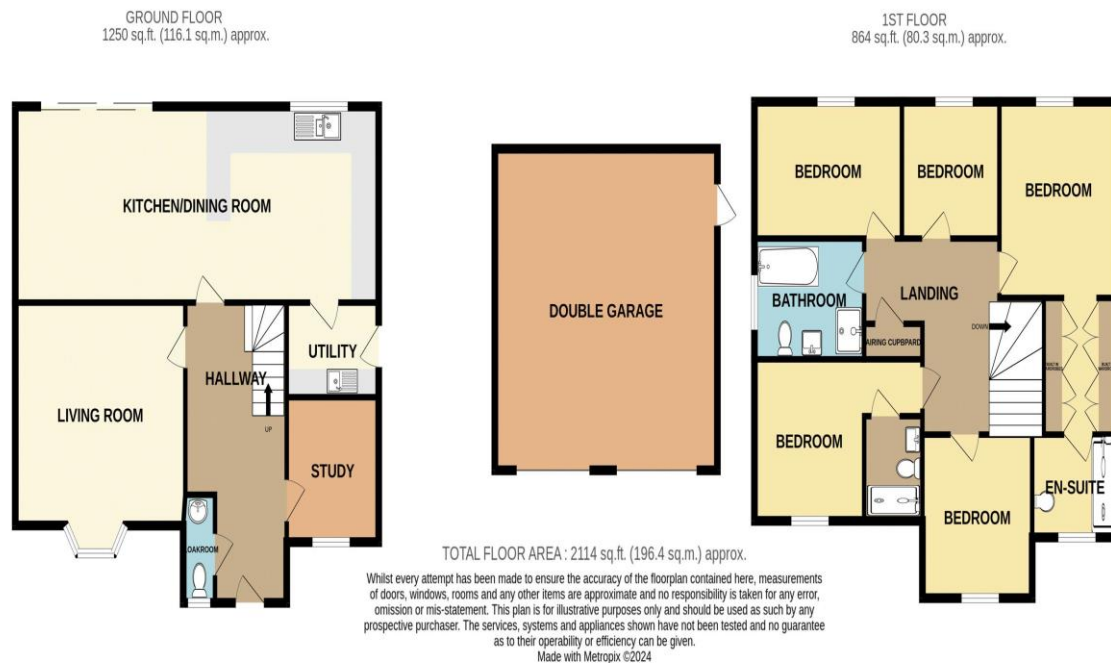 GROUND FLOOR
1250 sq.ft. (116.1 sq.m.) approx.
1ST FLOOR
864 sq.ft. (80.3 sq.m.) approx.
KITCHEN/DINING ROOM
LIVING ROOM
HALLWAY
UP
UTILITY
STUDY
OAKROOM
DOUBLE GARAGE
BEDROOM
BEDROOM
BEDROOM
BATHROOM
LANDING
AIRING CUPBPARD
DOWN
BEDROOM
BEDROOM
EN-SUITE
TOTAL FLOOR AREA : 2114 sq.ft. (196.4 sq.m.) approx.
Whilst every attempt has been made to ensure the accuracy of the floorplan contained here, measurements
of doors, windows, rooms and any other items are approximate and no responsibility is taken for any error,
omission or mis-statement. This plan is for illustrative purposes only and should be used as such by any
prospective purchaser. The services, systems and appliances shown have not been tested and no guarantee
as to their operability or efficiency can be given.
Made with Metropix ©2024